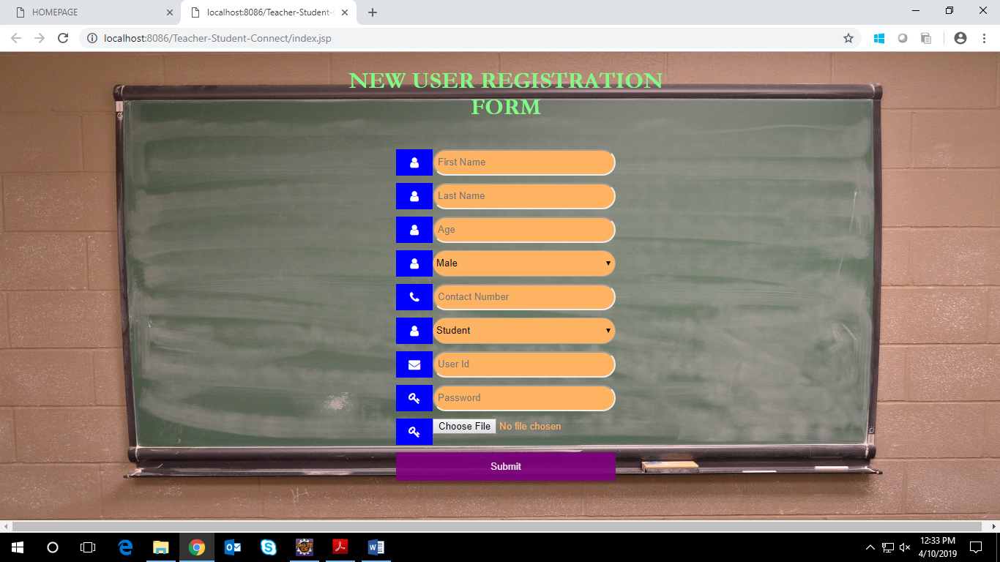 HOMEPAGE
localhost:8086/Teacher-Student-C
localhost:8086/Teacher-Student-Connect/index.jsp
NEW USER REGISTRATION
FORM
First Name
Last Name
Age
Male
Contact Number
Student
User Id
Password
Choose File No file chosen
Submit
12:33 PM
4/10/2019